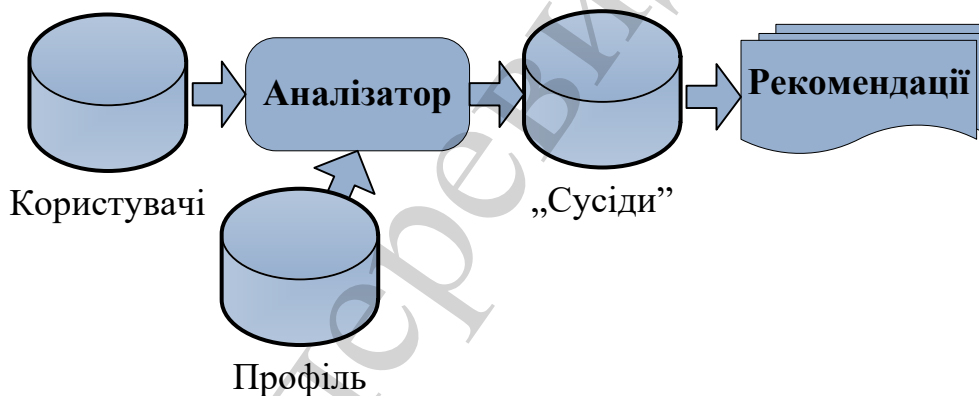 Аналізатор
Рекомендації
Користувачі
„Сусіди”
Профіль